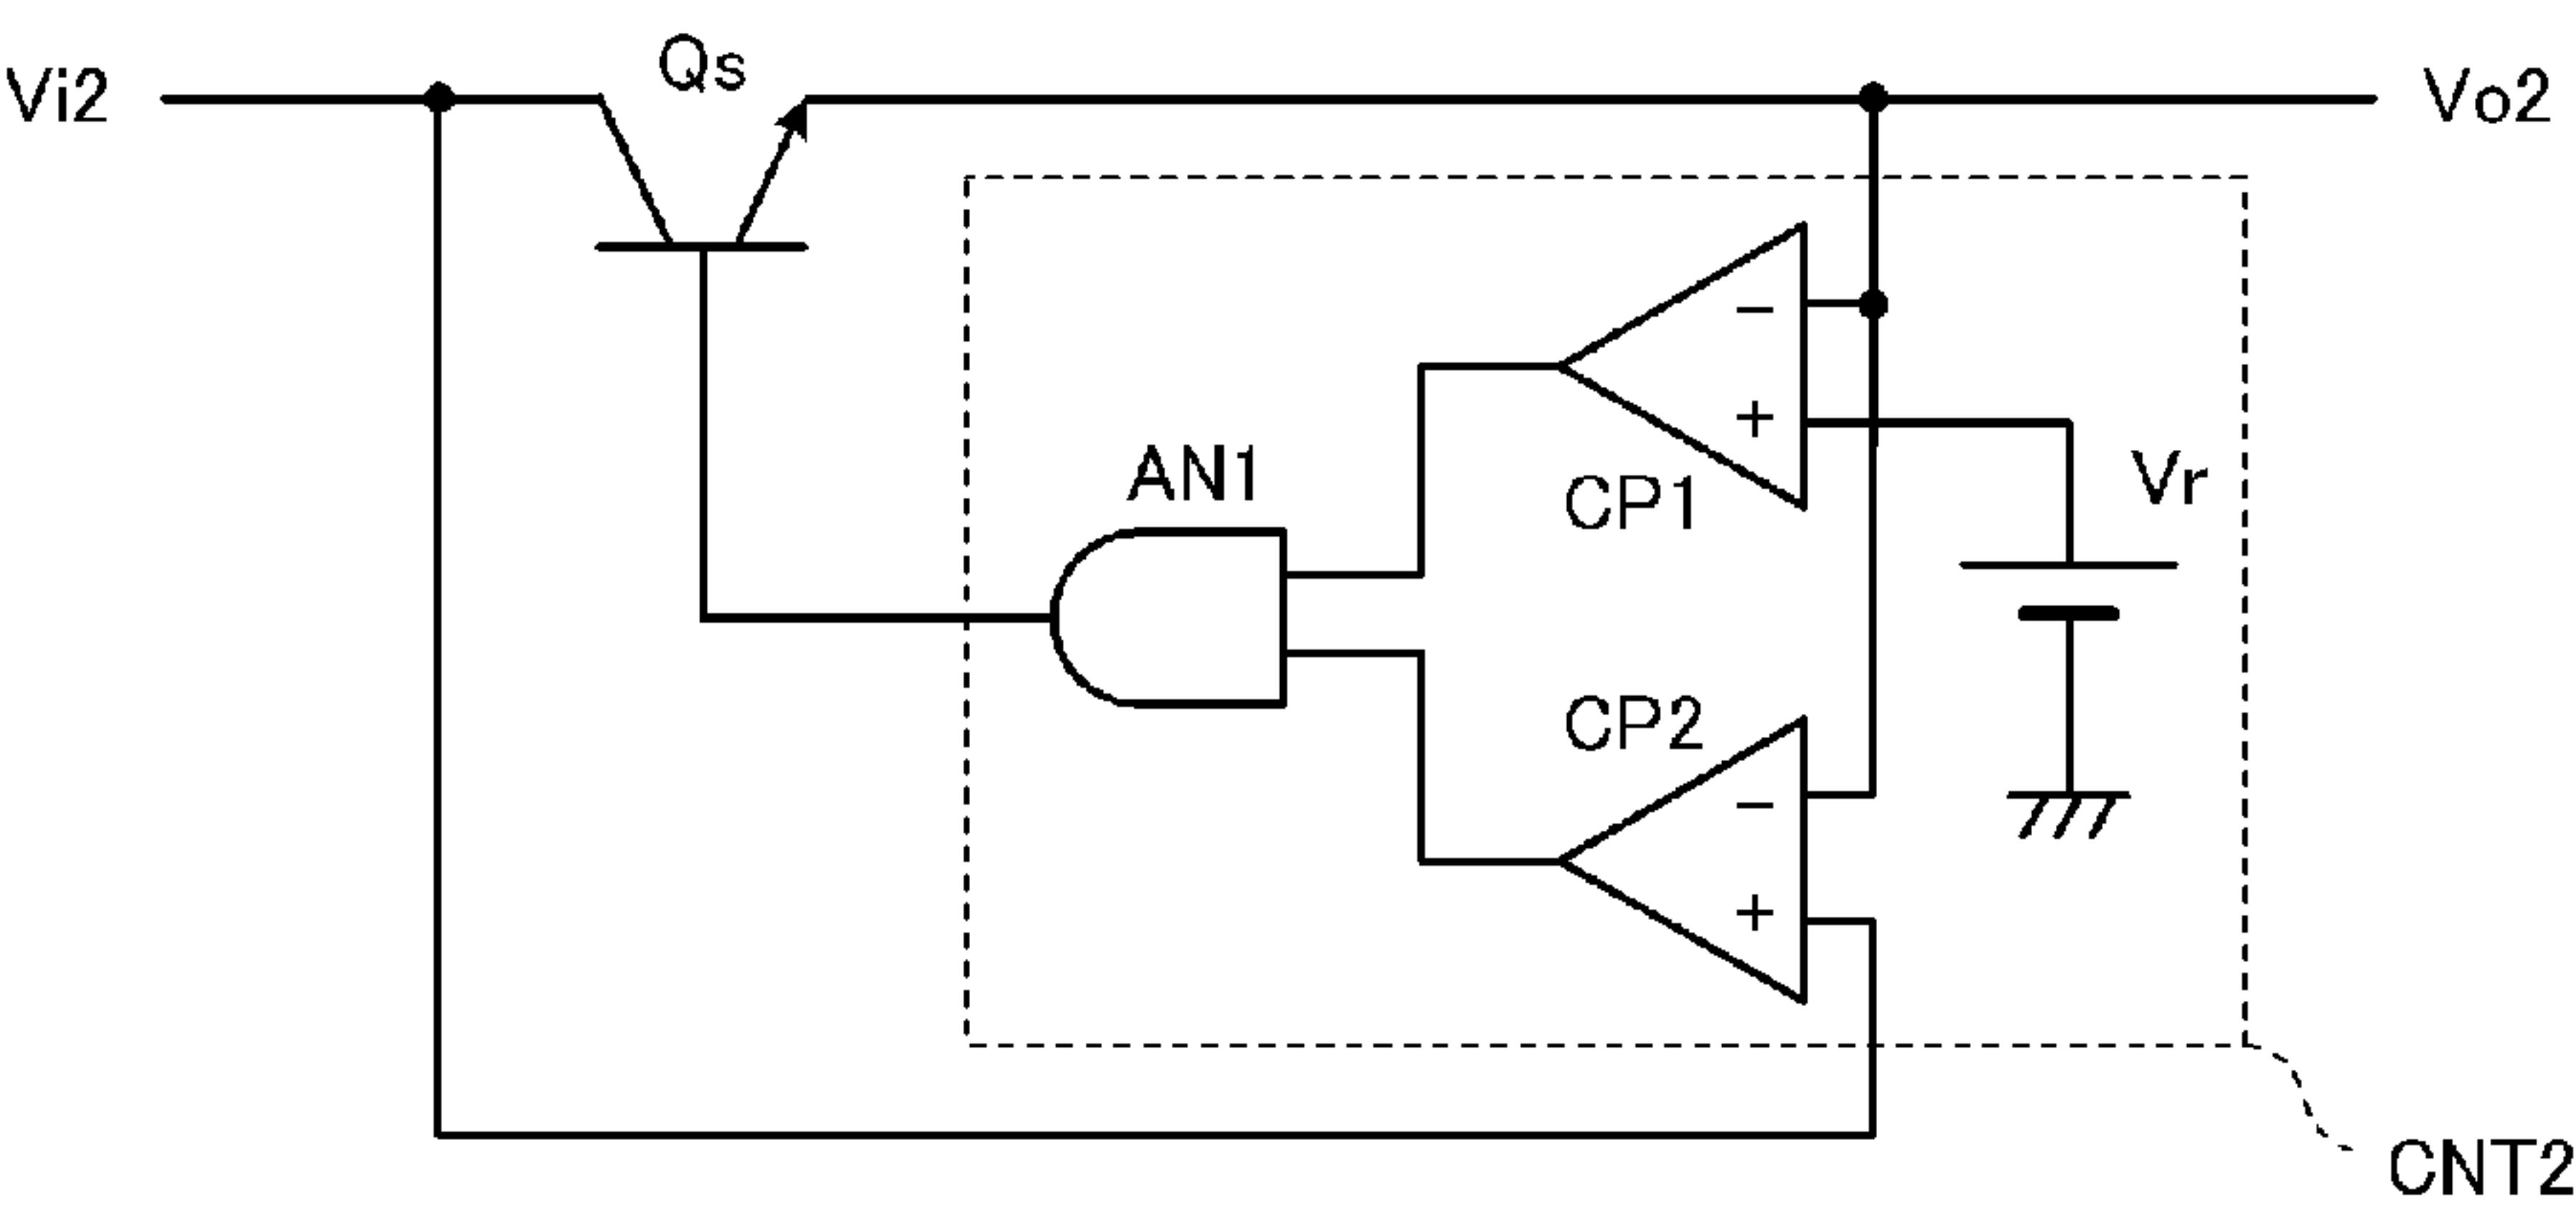 Qs
Vi2
Vo2
−
+
AN1
CP1
Vr
CP2
−
+
CNT2